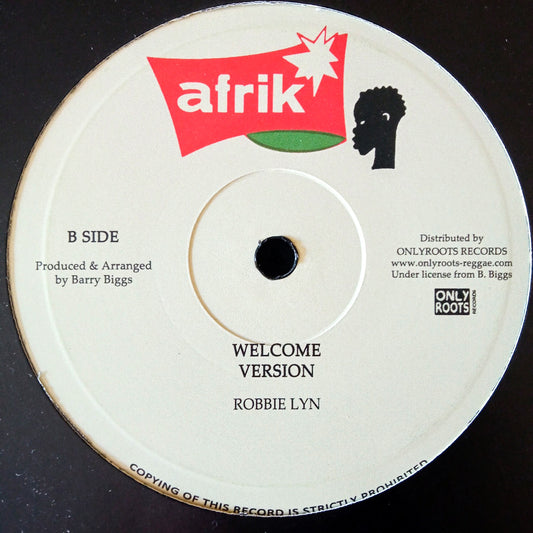 afrik
B SIDE
Produced & Arranged
by Barry Biggs
Distributed by
ONLYROOTS RECORDS
www.onlyroots-reggae.com
Under license from B. Biggs
ONLY
ROOTS
RECORDS
WELCOME
VERSION
ROBBIE LYN
COPYING OF THIS RECORD IS STRICTLY PROHIBITED